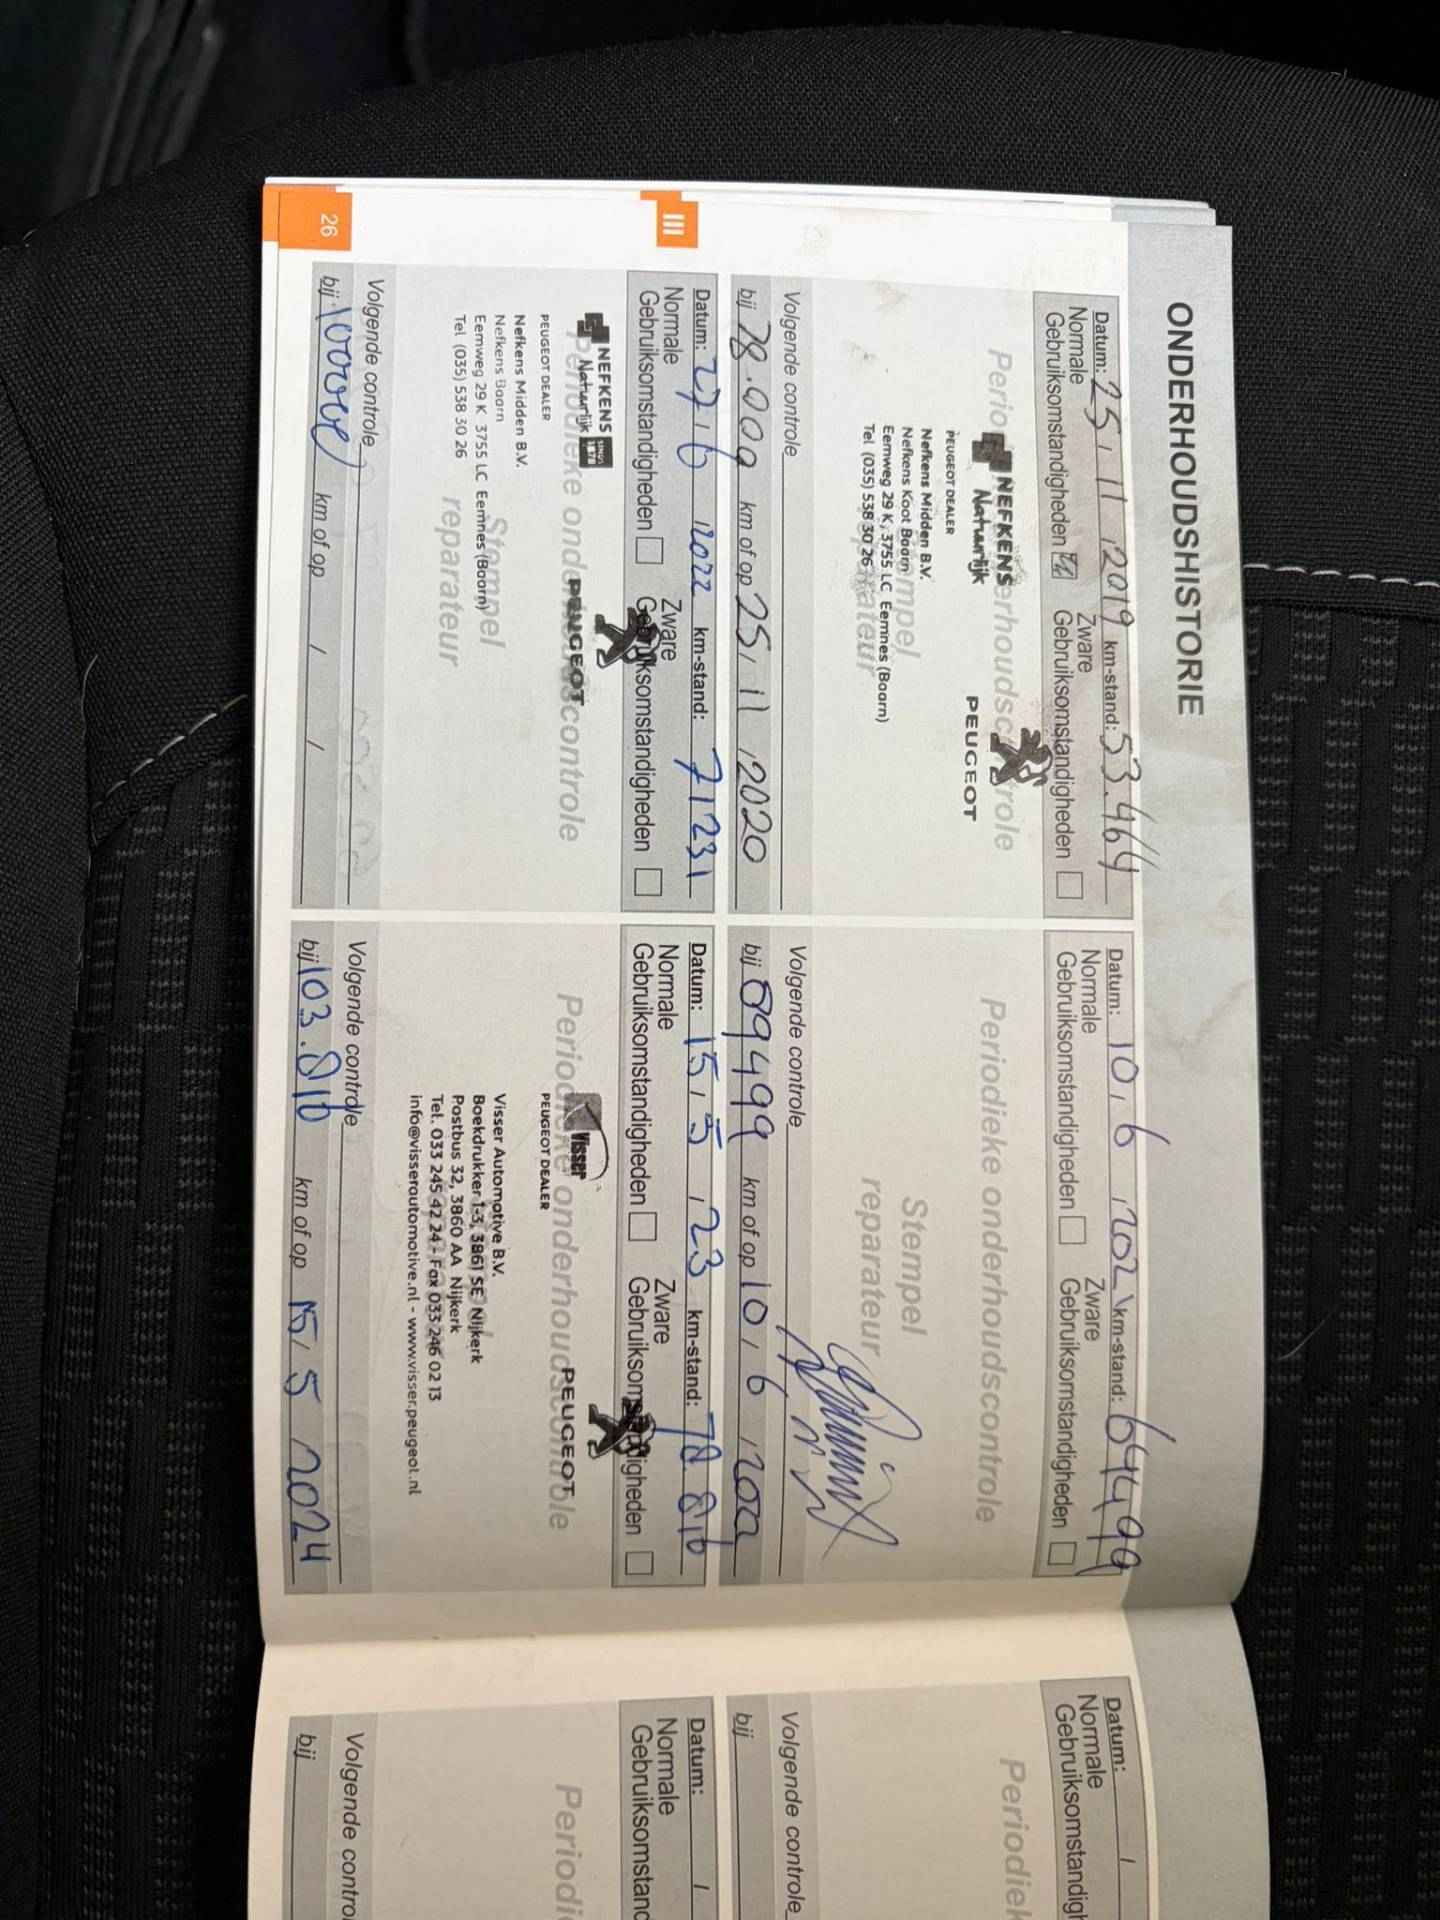 ONDERHOUDSHISTORIE
Datum: 25 / 11 / 2019 km-stand: 53.464
Normale Gebruiksomstandigheden
Zware Gebruiksomstandigheden
Periodieke onderhoudscontrole
NEFKENS
Natuurlijk
PEUGEOT
PEUGEOT DEALER
Nefkens Midden B.V.
Nefkens Koot Baarn
Eemweg 29 K, 3755 LC Eemnes (Baarn)
Tel (035) 538 30 26
Stempel
reparateur
Volgende controle
bij 78.000 km of op 25 / 11 / 2020
Datum: 10 / 6 / 2021 km-stand: 64499
Normale Gebruiksomstandigheden
Zware Gebruiksomstandigheden
Periodieke onderhoudscontrole
Stempel
reparateur
Volgende controle
bij 89499 km of op 10 / 6 / 2022
III
Datum: 27 / 6 / 2022 km-stand: 71231
Normale Gebruiksomstandigheden
Zware Gebruiksomstandigheden
Periodieke onderhoudscontrole
NEFKENS
Natuurlijk
PEUGEOT
PEUGEOT DEALER
Nefkens Midden B.V.
Nefkens Baarn
Eemweg 29 K 3755 LC Eemnes (Baarn)
Tel (035) 538 30 26
Stempel
reparateur
Volgende controle
bij km of op / /
Datum: 15 / 5 / 23 km-stand: 78.810
Normale Gebruiksomstandigheden
Zware Gebruiksomstandigheden
Periodieke onderhoudscontrole
Visser
PEUGEOT
PEUGEOT DEALER
Visser Automotive B.V.
Boekdrukker 1-3, 3861 SE Nijkerk
Postbus 32, 3860 AA Nijkerk
Tel. 033 245 42 24 - Fax 033 246 02 13
info@visserautomotive.nl - www.visser.peugeot.nl
Volgende controle
bij 103.810 km of op 15 / 5 / 2024
26
Datum: /
Normale
Periodiek
Volgende controle
bij
Datum: /
Normale
Volgende
bij